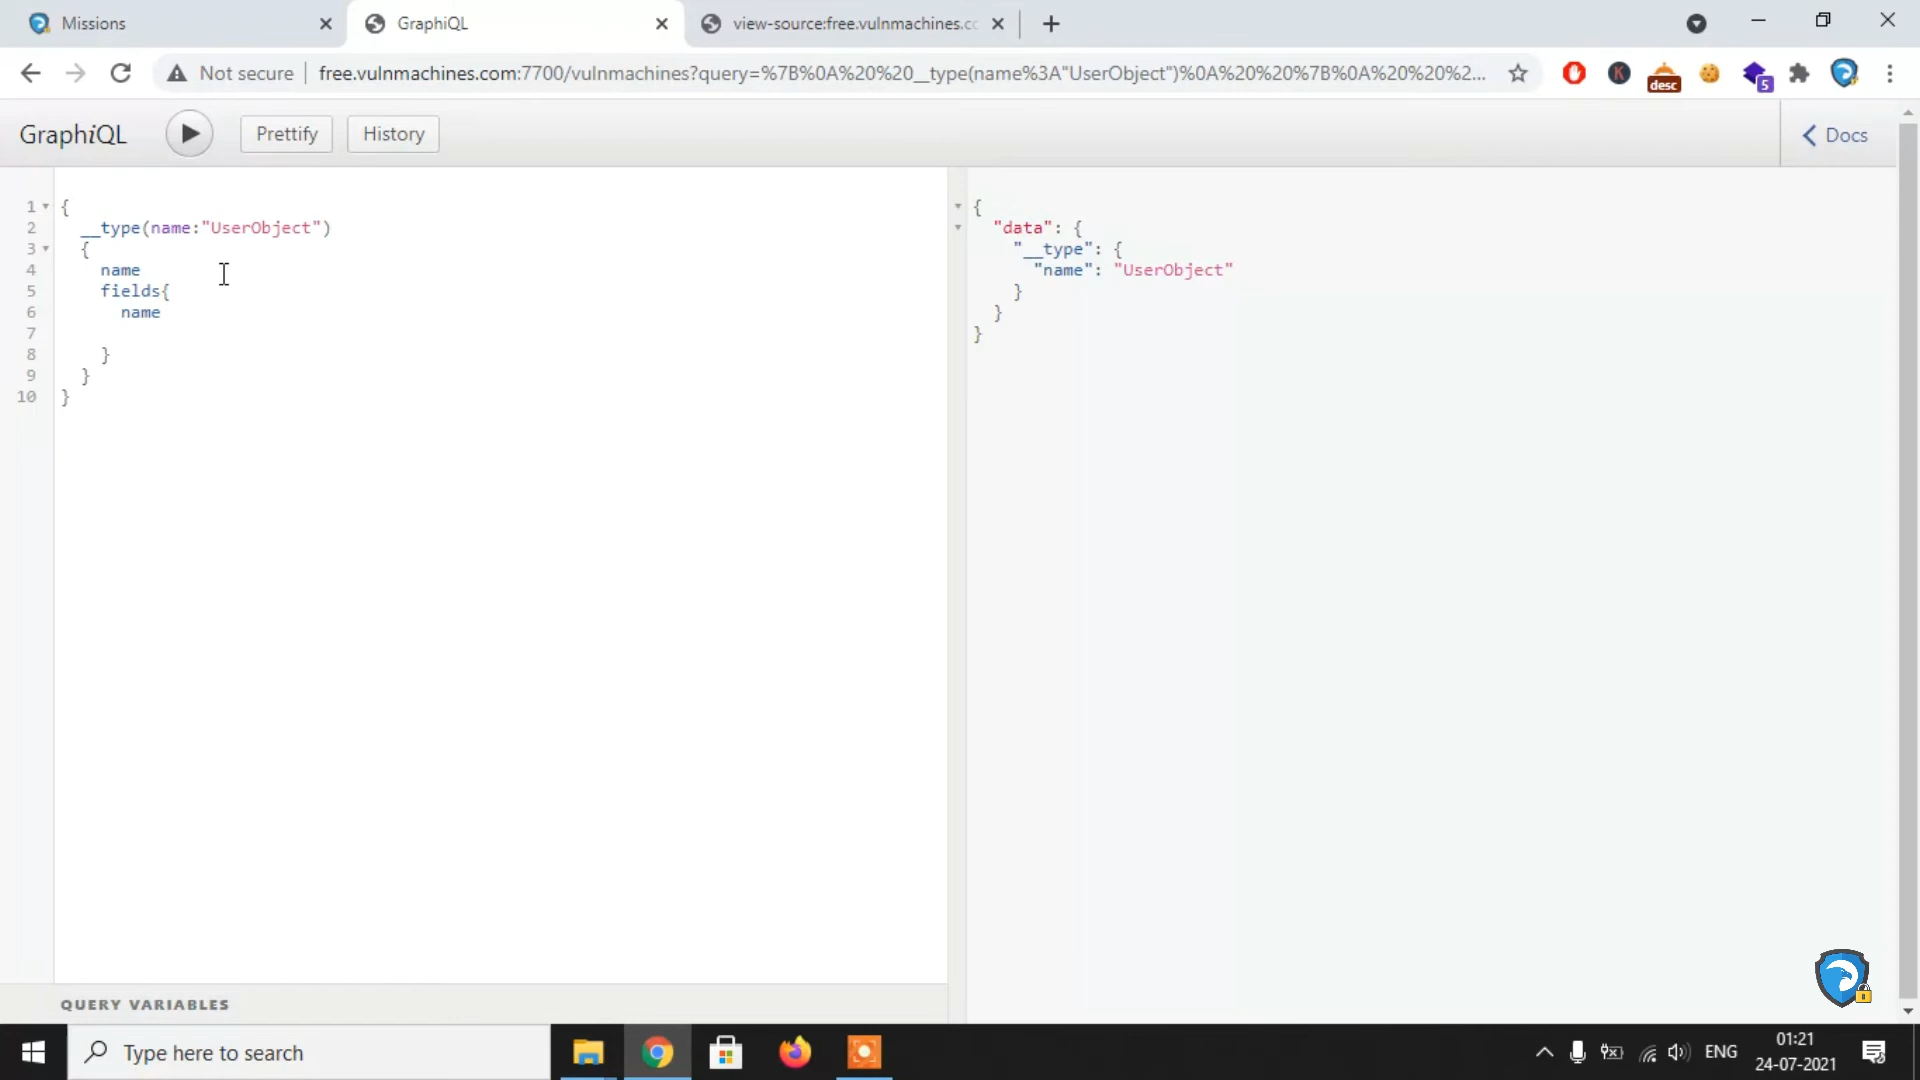 Missions
GraphiQL
view-source:free.vulnmachines.cc
Not secure
free.vulnmachines.com:7700/vulnmachines?query=%7B%0A%20%20__type(name%3A"UserObject")%0A%20%20%7B%0A%20%20%2...
K
desc
5
GraphiQL
Prettify
History
Docs
1 {
2 __type(name:"UserObject")
3 {
4 name
5 fields{
6 name
7
8 }
9 }
10 }
{
"data": {
"__type": {
"name": "UserObject"
}
}
}
QUERY VARIABLES
Type here to search
ENG
01:21
24-07-2021